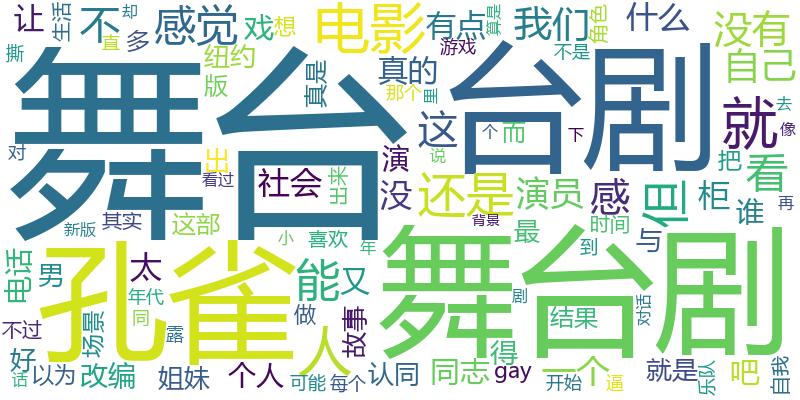 让
生活
却
不
多
直
撕
感觉
戏
想
纽约
版
电影
有点
算是
角色
我们
什么
没有
自己
游戏
不是
真是
真的
那个
里
舞台
台剧
这
个
而
下
就
去
像
对
出
看过
社会
出来
演
没
说
还是
演员
感
但
柜
把
谁
看
再
新版
其实
这部
小
喜欢
年
背景
最
时间
到
与
孔雀
舞台剧
电话
男
太
年代
同
能
又
人
做
故事
剧
结果
对话
不过
场景
露
好
话
以为
改编
姐妹
个人
可能
每个
认同
同志
得
gay
一个
开始
逼
就是
乐队
吧
自我